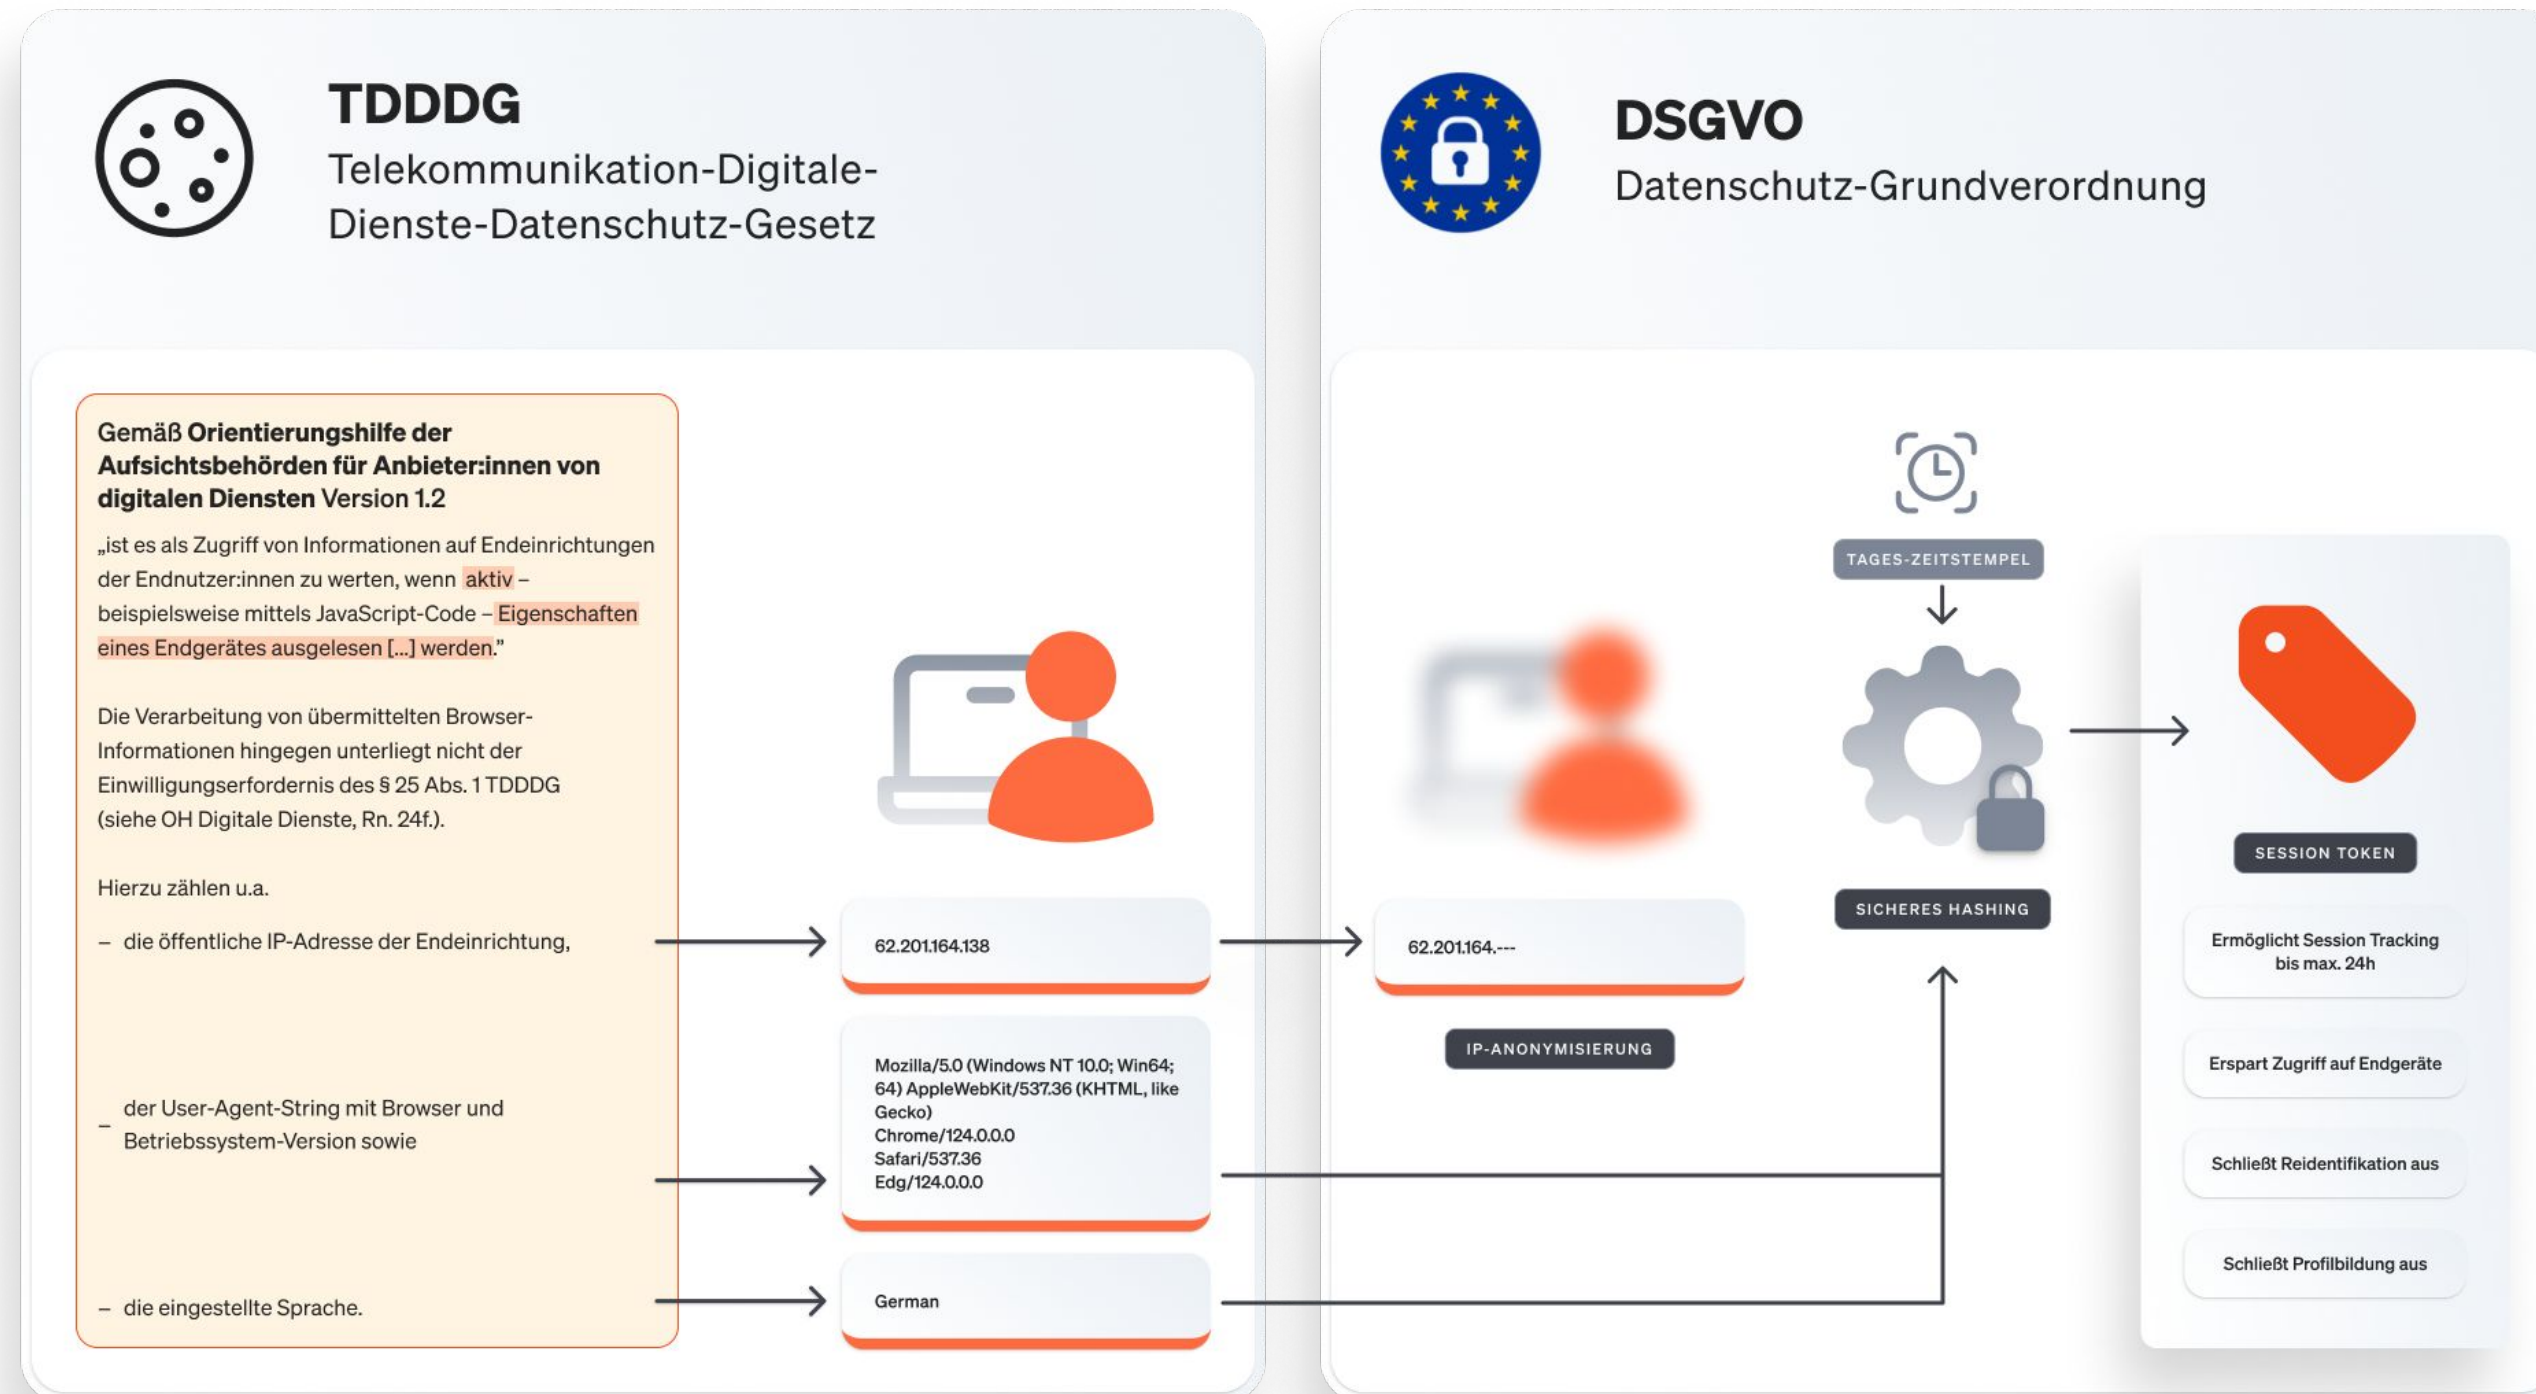 TDDDG
Telekommunikation-Digitale-
Dienste-Datenschutz-Gesetz
Gemäß Orientierungshilfe der
Aufsichtsbehörden für Anbieter:innen von
digitalen Diensten Version 1.2
„ist es als Zugriff von Informationen auf Endeinrichtungen
der Endnutzer:innen zu werten, wenn aktiv –
beispielsweise mittels JavaScript-Code – Eigenschaften
eines Endgerätes ausgelesen [...] werden.”
Die Verarbeitung von übermittelten Browser-
Informationen hingegen unterliegt nicht der
Einwilligungserfordernis des § 25 Abs. 1 TDDDG
(siehe OH Digitale Dienste, Rn. 24f.).
Hierzu zählen u.a.
– die öffentliche IP-Adresse der Endeinrichtung,
– der User-Agent-String mit Browser und
Betriebssystem-Version sowie
– die eingestellte Sprache.
62.201.164.138
Mozilla/5.0 (Windows NT 10.0; Win64;
64) AppleWebKit/537.36 (KHTML, like
Gecko)
Chrome/124.0.0.0
Safari/537.36
Edg/124.0.0.0
German
DSGVO
Datenschutz-Grundverordnung
62.201.164.---
IP-ANONYMISIERUNG
TAGES-ZEITSTEMPEL
SICHERES HASHING
SESSION TOKEN
Ermöglicht Session Tracking
bis max. 24h
Erspart Zugriff auf Endgeräte
Schließt Reidentifikation aus
Schließt Profilbildung aus